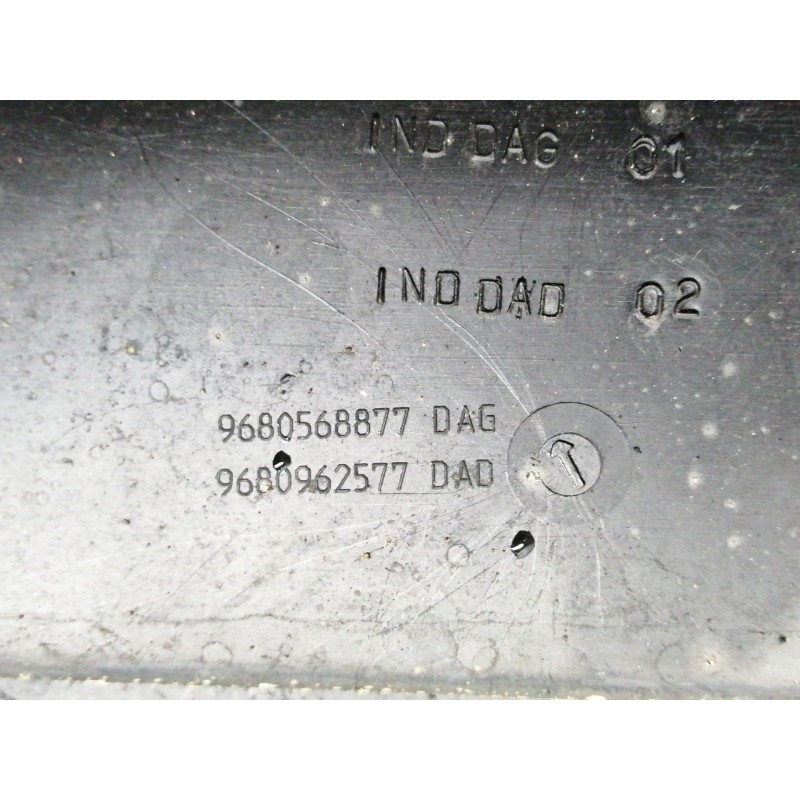 IND DAG 01
IND DAD 02
9680568877 DAG
9680962577 DAD